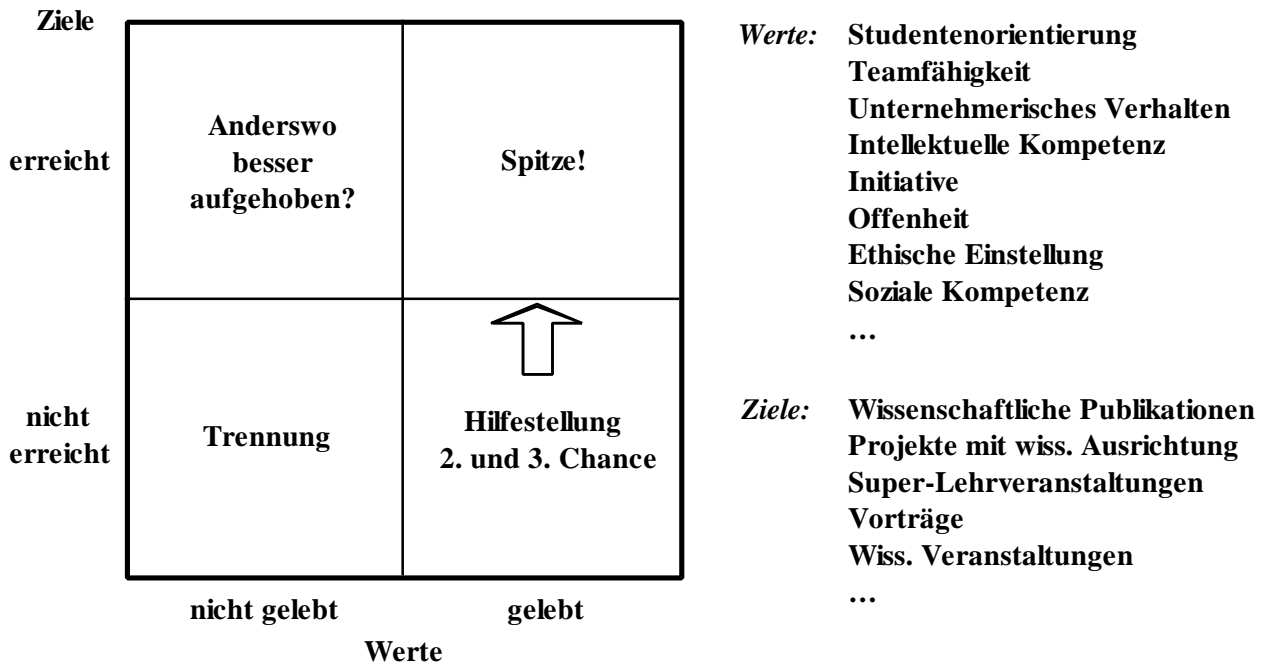 Ziele
erreicht
Anderswo
besser
aufgehoben?
Spitze!
nicht
erreicht
Trennung
Hilfestellung
2. und 3. Chance
nicht gelebt
gelebt
Werte
Werte: Studentenorientierung
Teamfähigkeit
Unternehmerisches Verhalten
Intellektuelle Kompetenz
Initiative
Offenheit
Ethische Einstellung
Soziale Kompetenz
…
Ziele: Wissenschaftliche Publikationen
Projekte mit wiss. Ausrichtung
Super-Lehrveranstaltungen
Vorträge
Wiss. Veranstaltungen
…